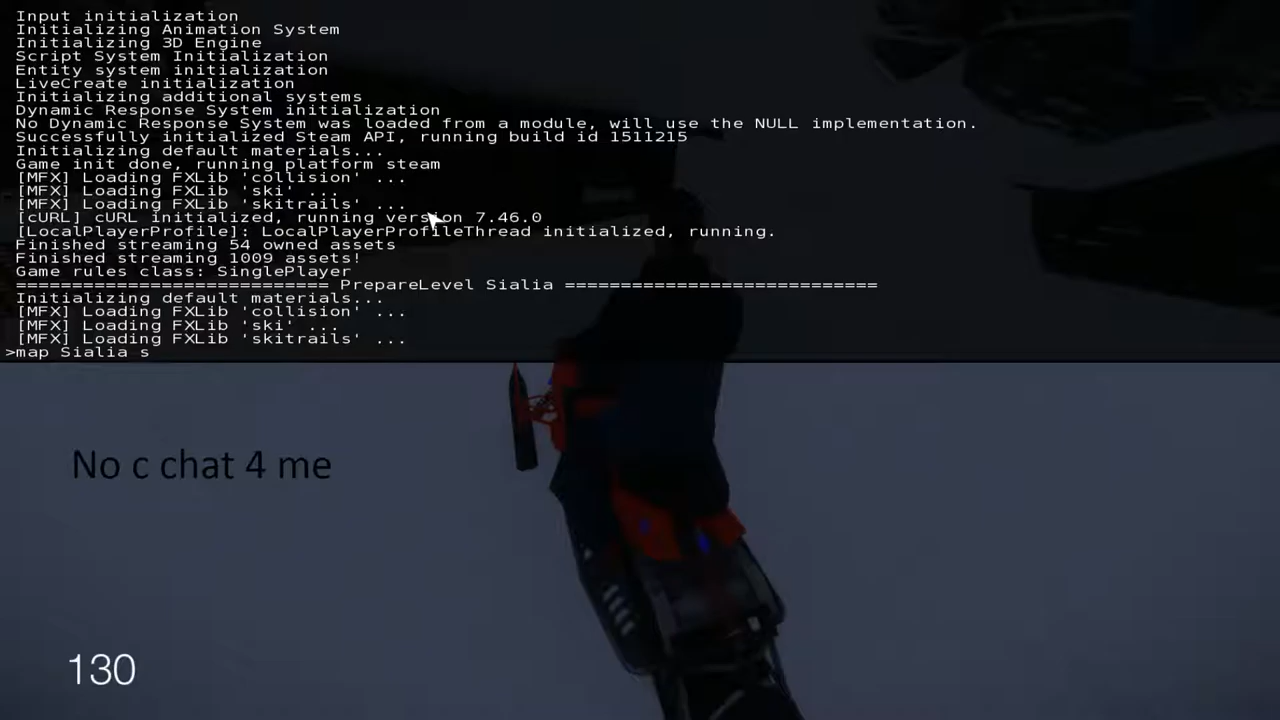 Input initialization
Initializing Animation System
Initializing 3D Engine
Script System Initialization
Entity system initialization
LiveCreate initialization
Initializing additional systems
Dynamic Response System initialization
No Dynamic Response System was loaded from a module, will use the NULL implementation.
Successfully initialized Steam API, running build id 1511215
Initializing default materials...
Game init done, running platform steam
[MFX] Loading FXLib 'collision' ...
[MFX] Loading FXLib 'ski' ...
[MFX] Loading FXLib 'skitrails' ...
[cURL] cURL initialized, running version 7.46.0
[LocalPlayerProfile]: LocalPlayerProfileThread initialized, running.
Finished streaming 54 owned assets
Finished streaming 1009 assets!
Game rules class: SinglePlayer
============================ PrepareLevel Sialia ============================
Initializing default materials...
[MFX] Loading FXLib 'collision' ...
[MFX] Loading FXLib 'ski' ...
[MFX] Loading FXLib 'skitrails' ...
>map Sialia s
No c chat 4 me
130